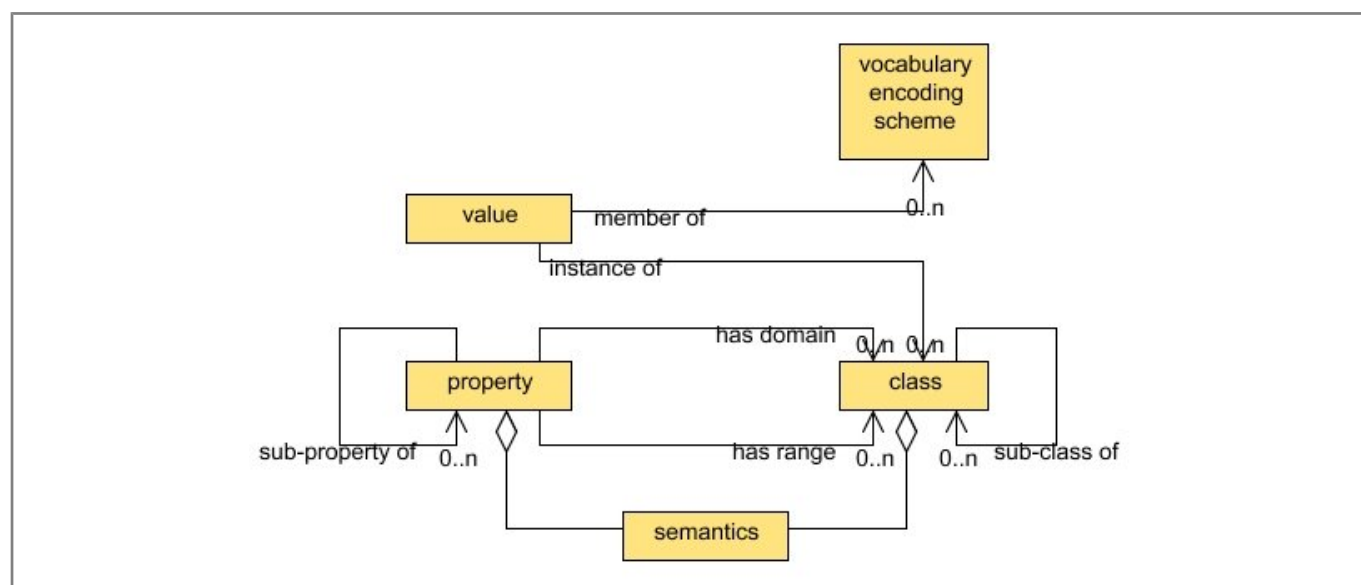 vocabulary
encoding
scheme
value
member of
0..n
instance of
has domain
0..n
0..n
property
class
sub-property of
0..n
has range
0..n
0..n
sub-class of
semantics